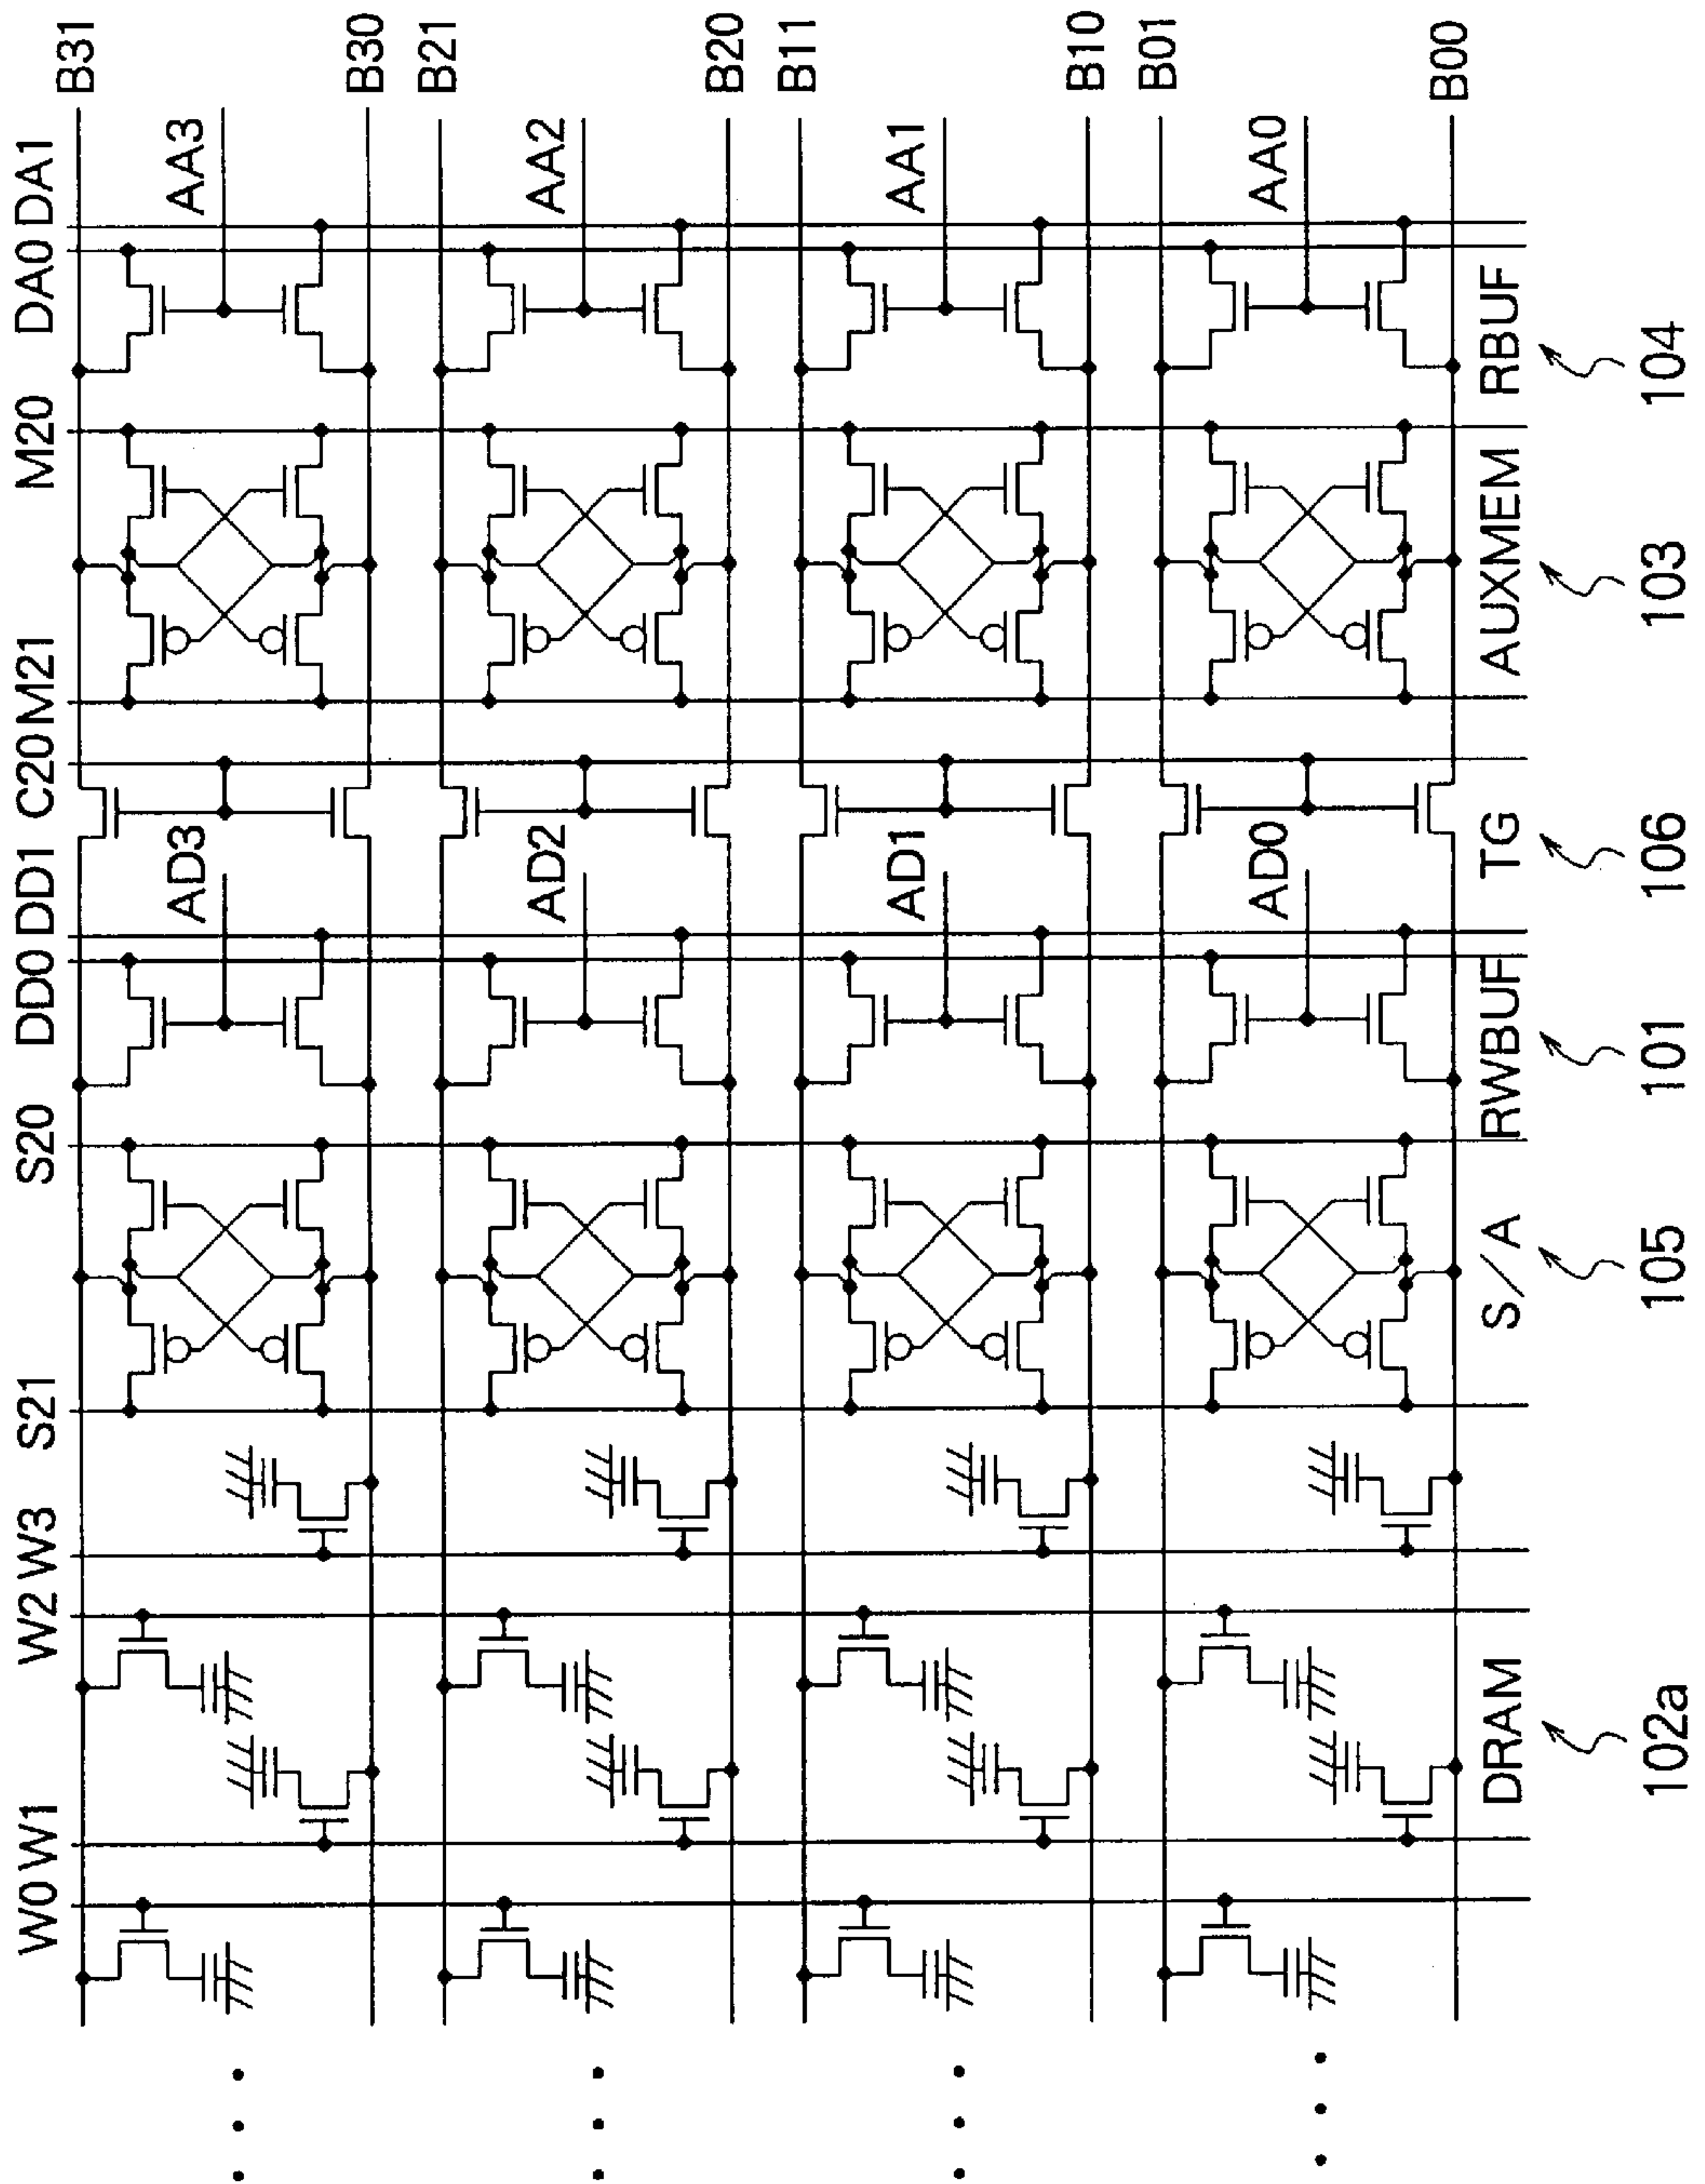 B31
B30
B21
B20
B11
B10
B01
B00
DA1
DA0
AA3
AA2
AA1
AA0
RBUF
104
M20
M21
AUXMEM
103
C20
TG
106
DD1
DD0
AD3
AD2
AD1
AD0
RWBUF
101
S20
S21
S/A
105
W3
W2
W1
W0
DRAM
102a